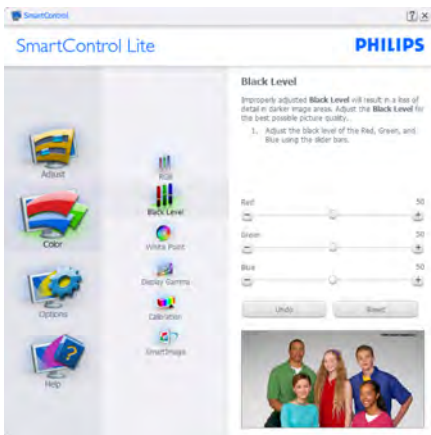 SmartControl
SmartControl Lite
PHILIPS
Adjust
Color
Options
Help
RGB
Black Level
White Point
Display Gamma
Calibration
SmartImage
Black Level
Improperly adjusted Black Level will result in a loss of
detail in darker image areas. Adjust the Black Level for
the best possible picture quality.
1. Adjust the black level of the Red, Green, and
Blue using the slider bars.
Red 50
Green 50
Blue 50
Undo Reset